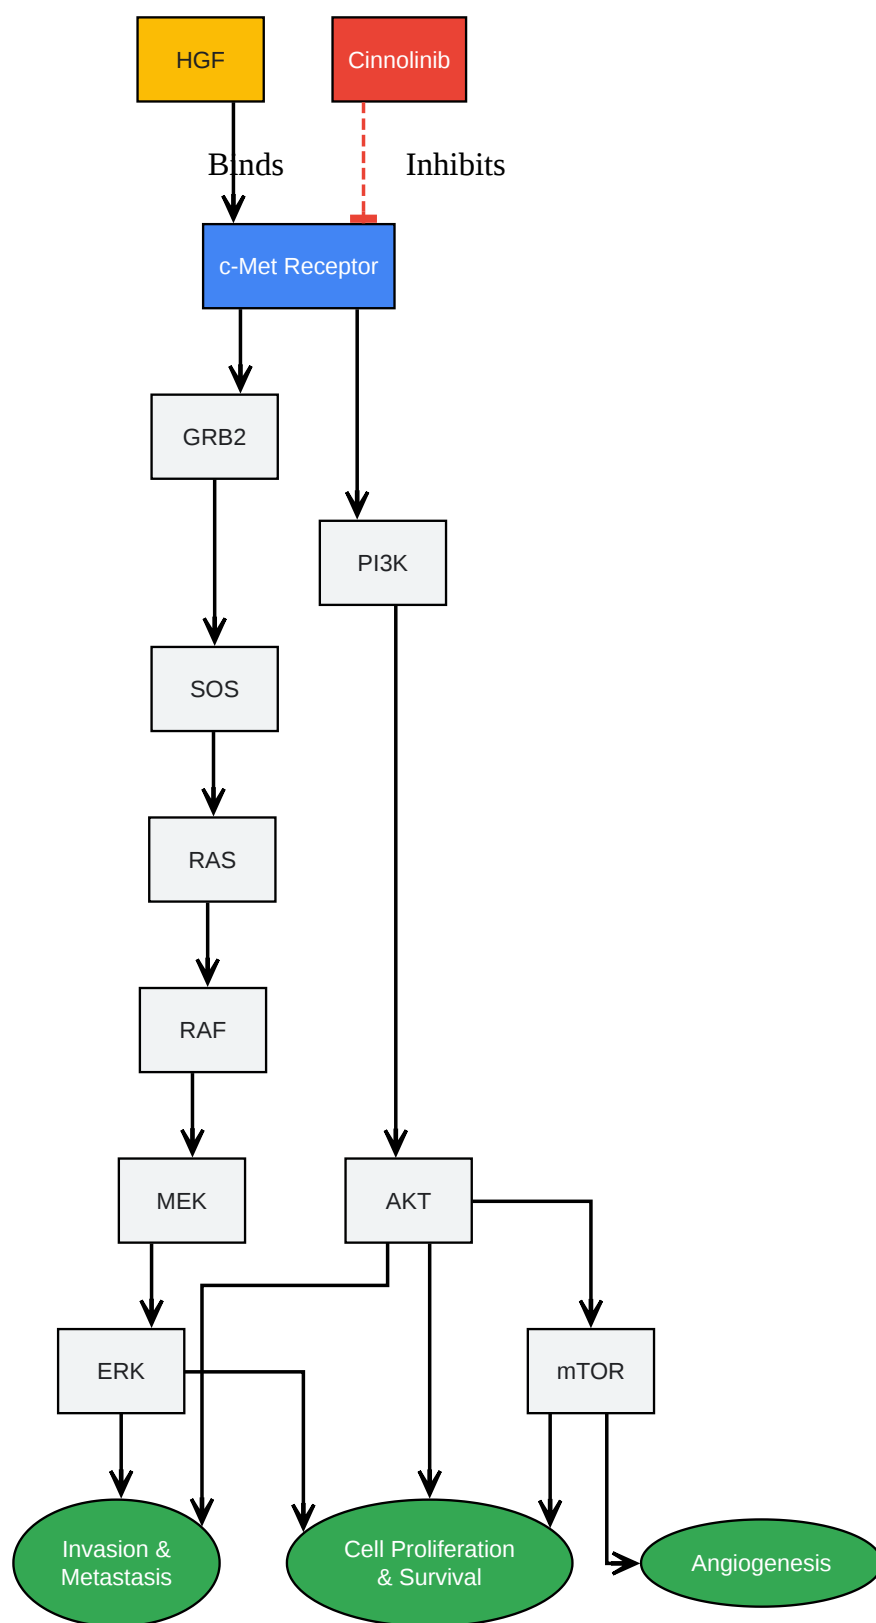 HGF
Cinnolinib
Binds
Inhibits
c-Met Receptor
GRB2
PI3K
SOS
RAS
RAF
MEK
AKT
ERK
mTOR
Invasion &
Metastasis
Cell Proliferation
& Survival
Angiogenesis